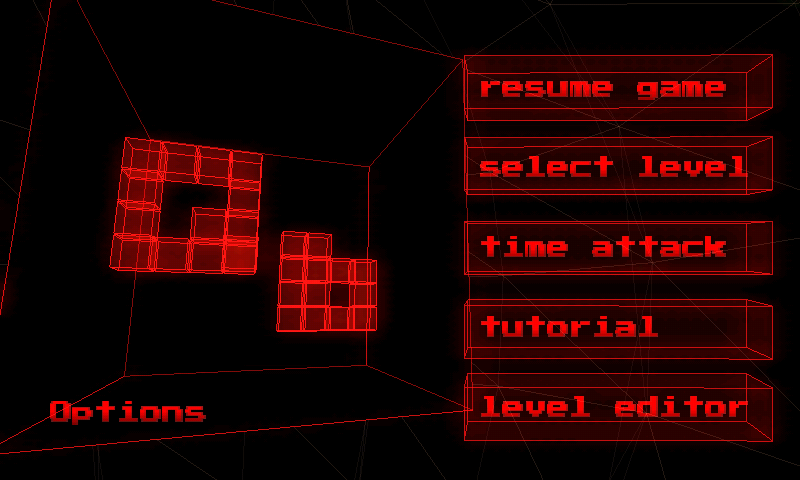 resume game
select level
time attack
tutorial
level editor
Options